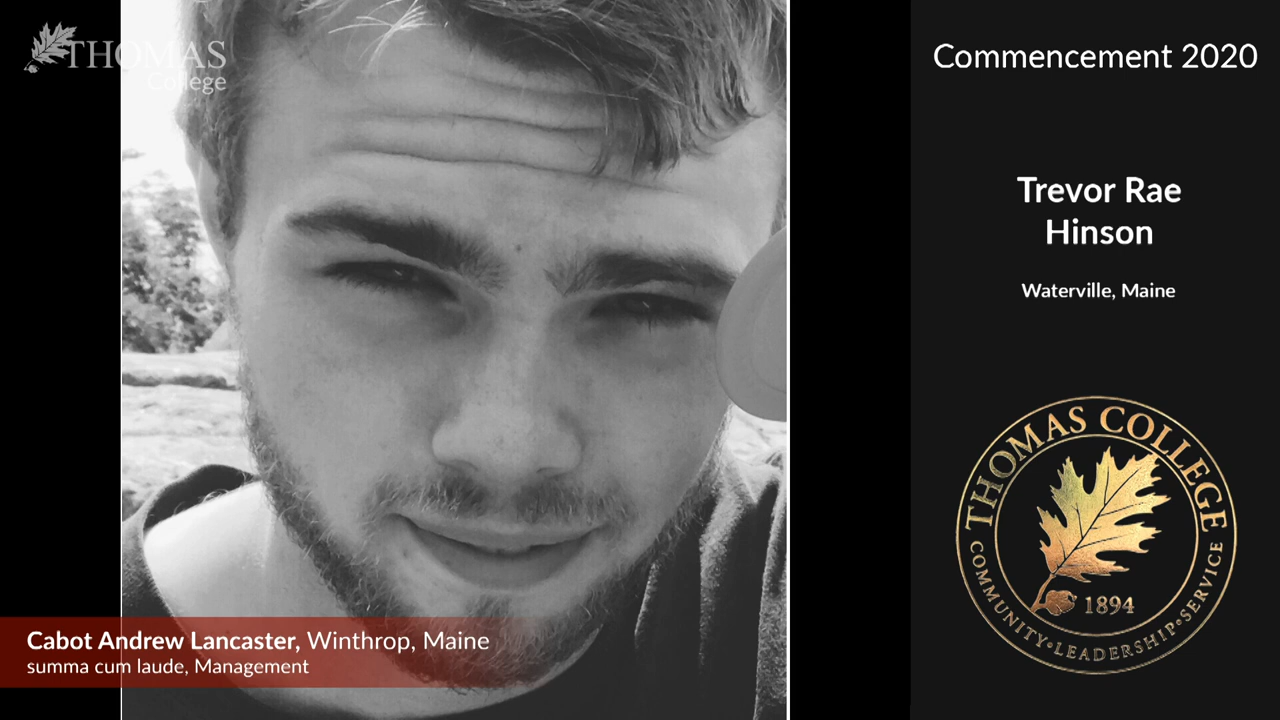 THOMAS
College
Commencement 2020
Trevor Rae
Hinson
Waterville, Maine
THOMAS COLLEGE
1894
COMMUNITY•LEADERSHIP•SERVICE
Cabot Andrew Lancaster, Winthrop, Maine
summa cum laude, Management